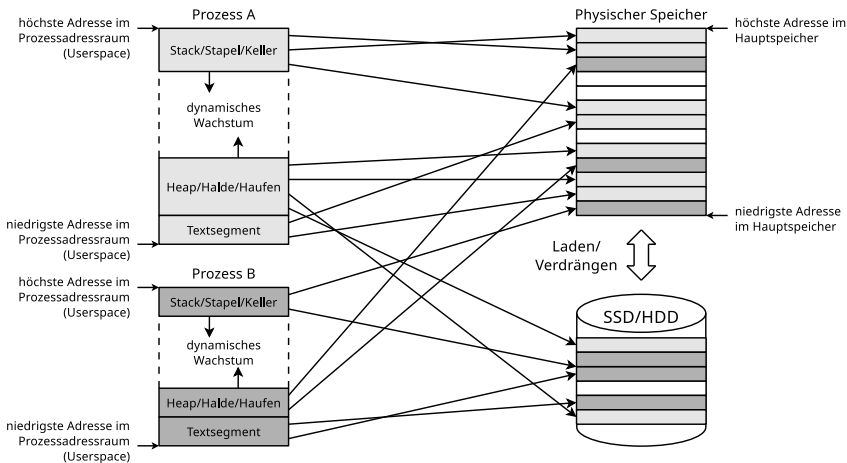 Prozess A
höchste Adresse im
Prozessadressraum
(Userspace)
Stack/Stapel/Keller
dynamisches
Wachstum
Heap/Halde/Haufen
niedrigste Adresse im
Prozessadressraum
(Userspace)
Textsegment
Prozess B
höchste Adresse im
Prozessadressraum
(Userspace)
Stack/Stapel/Keller
dynamisches
Wachstum
Heap/Halde/Haufen
niedrigste Adresse im
Prozessadressraum
(Userspace)
Textsegment
Physischer Speicher
höchste Adresse im
Hauptspeicher
niedrigste Adresse
im Hauptspeicher
Laden/
Verdrängen
SSD/HDD